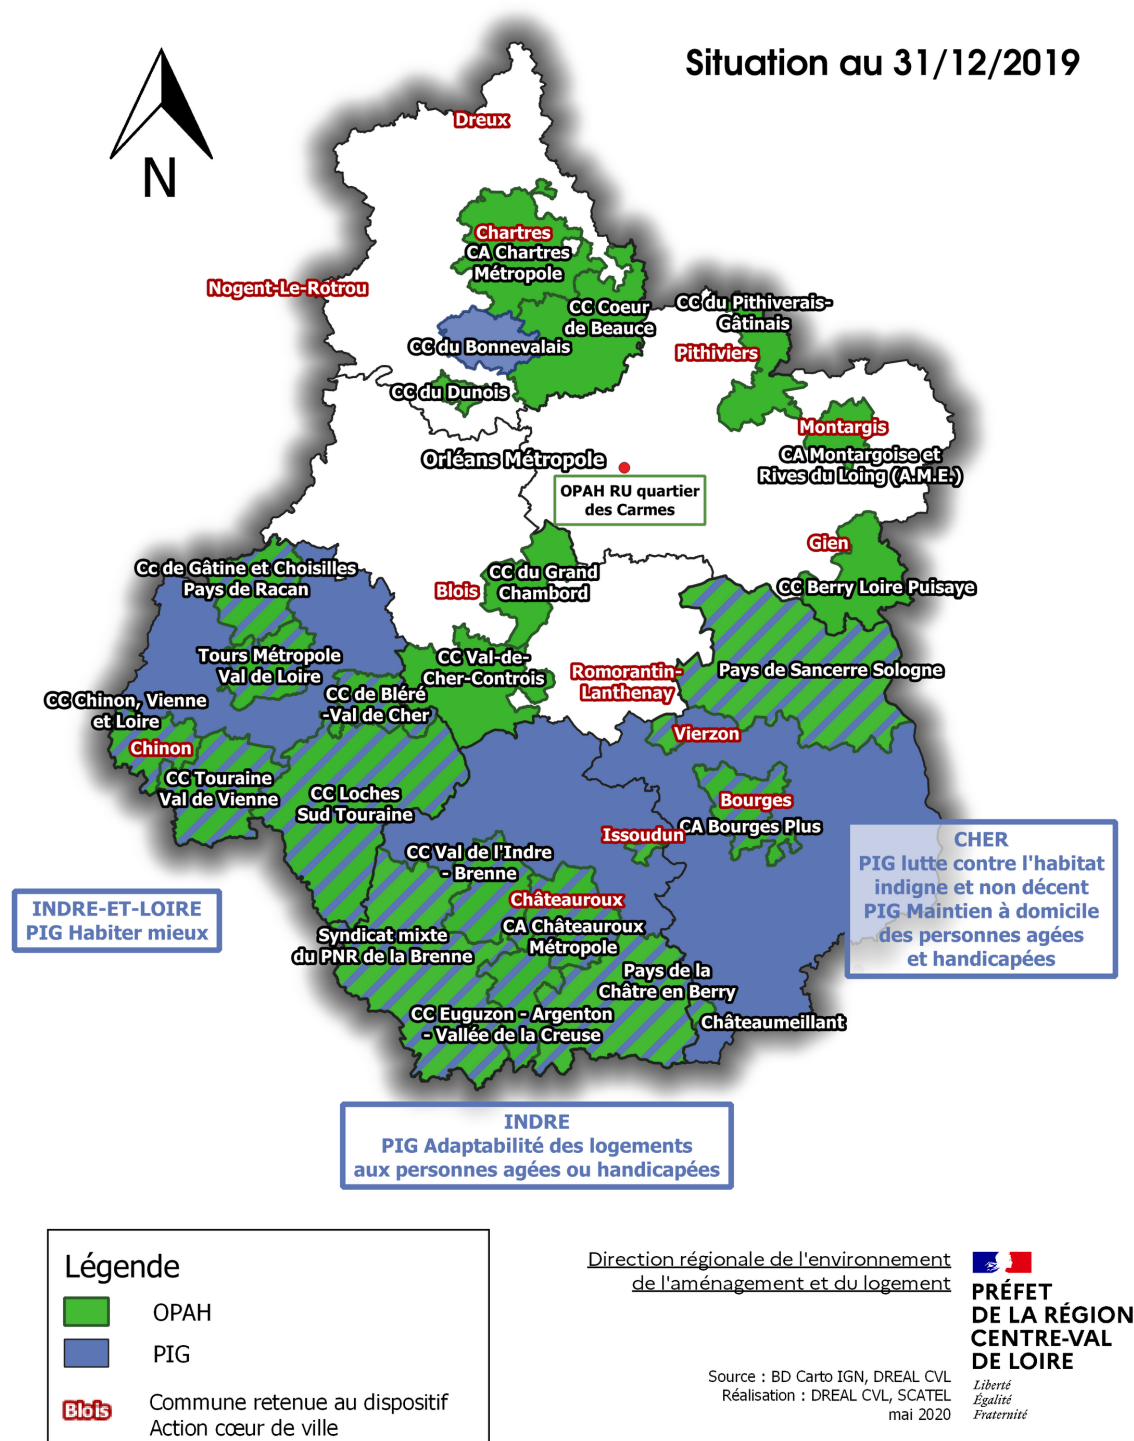 Situation au 31/12/2019
N
Dreux
Chartres
CA Chartres
Métropole
Nogent-Le-Rotrou
CC Coeur
de Beauce
CC du Pithiverais-
Gâtinais
CC du Bonnevalais
Pithiviers
CC du Dunois
Montargis
CA Montargoise et
Rives du Loing (A.M.E.)
Orléans Métropole
OPAH RU quartier
des Carmes
Gien
Cc de Gâtine et Choisilles
Pays de Racan
CC du Grand
Chambord
Blois
CC Berry Loire Puisaye
Tours Métropole
Val de Loire
CC Val-de-
Cher-Controis
Romorantin-
Lanthenay
Pays de Sancerre Sologne
CC Chinon, Vienne
et Loire
CC de Bléré
-Val de Cher
Chinon
Vierzon
CC Touraine
Val de Vienne
CC Loches
Sud Touraine
Bourges
CA Bourges Plus
Issoudun
CC Val de l'Indre
- Brenne
CHER
PIG lutte contre l'habitat
indigne et non décent
PIG Maintien à domicile
des personnes agées
et handicapées
INDRE-ET-LOIRE
PIG Habiter mieux
Châteauroux
CA Châteauroux
Métropole
Syndicat mixte
du PNR de la Brenne
Pays de la
Châtre en Berry
CC Euguzon - Argenton
- Vallée de la Creuse
Châteaumeillant
INDRE
PIG Adaptabilité des logements
aux personnes agées ou handicapées
Légende
OPAH
PIG
Blois
Commune retenue au dispositif
Action cœur de ville
Direction régionale de l'environnement
de l'aménagement et du logement
Source : BD Carto IGN, DREAL CVL
Réalisation : DREAL CVL, SCATEL
mai 2020
PRÉFET
DE LA RÉGION
CENTRE-VAL
DE LOIRE
Liberté
Égalité
Fraternité